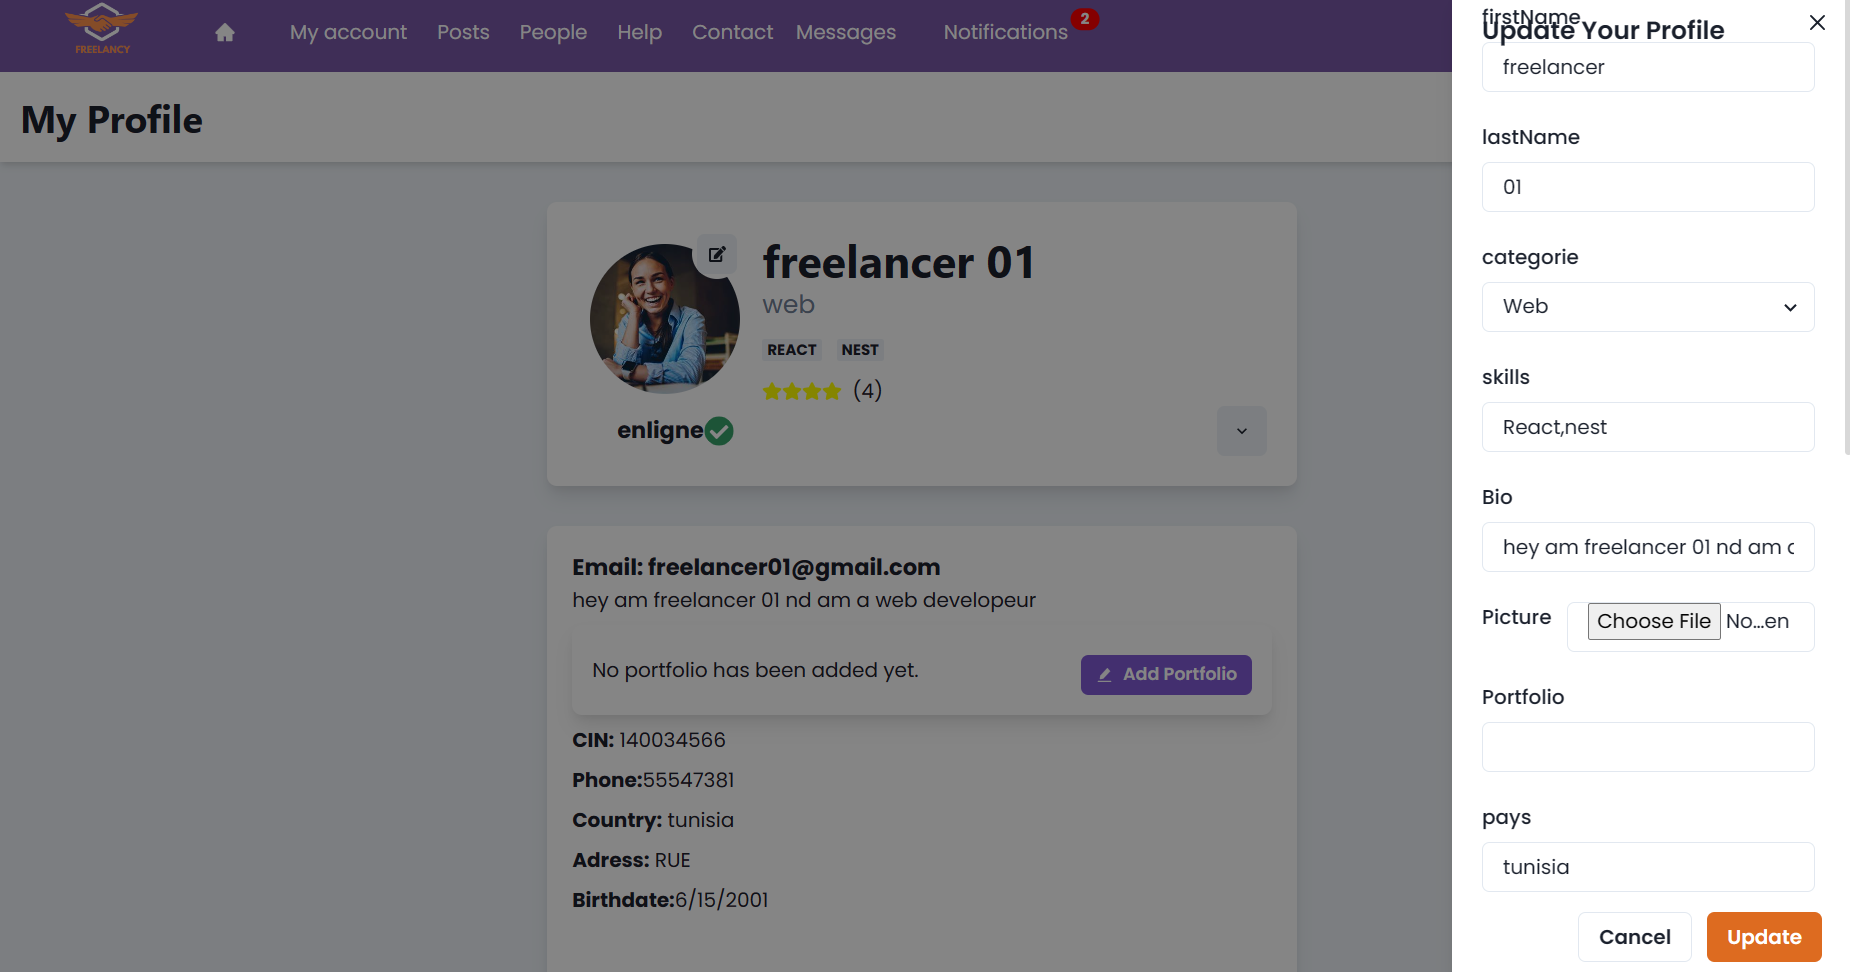 FREELANCY
My account Posts People Help Contact Messages Notifications 2
My Profile
freelancer 01
web
REACT NEST
(4)
enligne
Email: freelancer01@gmail.com
hey am freelancer 01 nd am a web developeur
No portfolio has been added yet.
Add Portfolio
CIN: 140034566
Phone:55547381
Country: tunisia
Adress: RUE
Birthdate:6/15/2001
firstName
Update Your Profile
freelancer
lastName
01
categorie
Web
skills
React,nest
Bio
hey am freelancer 01 nd am
Picture Choose File No...en
Portfolio
pays
tunisia
Cancel Update